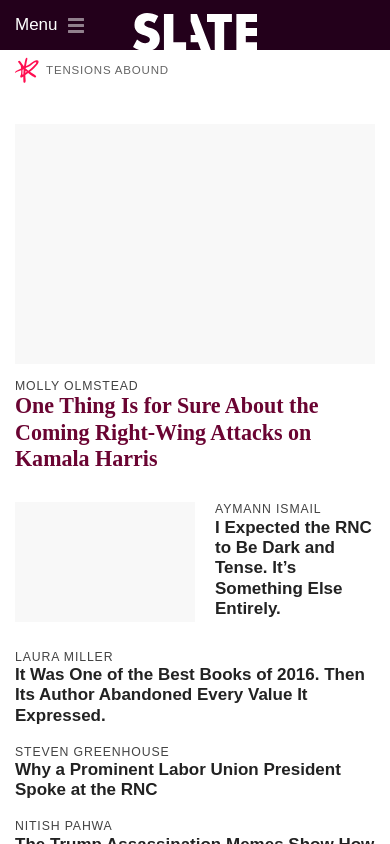 Menu
SLATE
TENSIONS ABOUND
MOLLY OLMSTEAD
One Thing Is for Sure About the
Coming Right-Wing Attacks on
Kamala Harris
AYMANN ISMAIL
I Expected the RNC
to Be Dark and
Tense. It’s
Something Else
Entirely.
LAURA MILLER
It Was One of the Best Books of 2016. Then
Its Author Abandoned Every Value It
Expressed.
STEVEN GREENHOUSE
Why a Prominent Labor Union President
Spoke at the RNC
NITISH PAHWA
The Trump Assassination Memes Show How